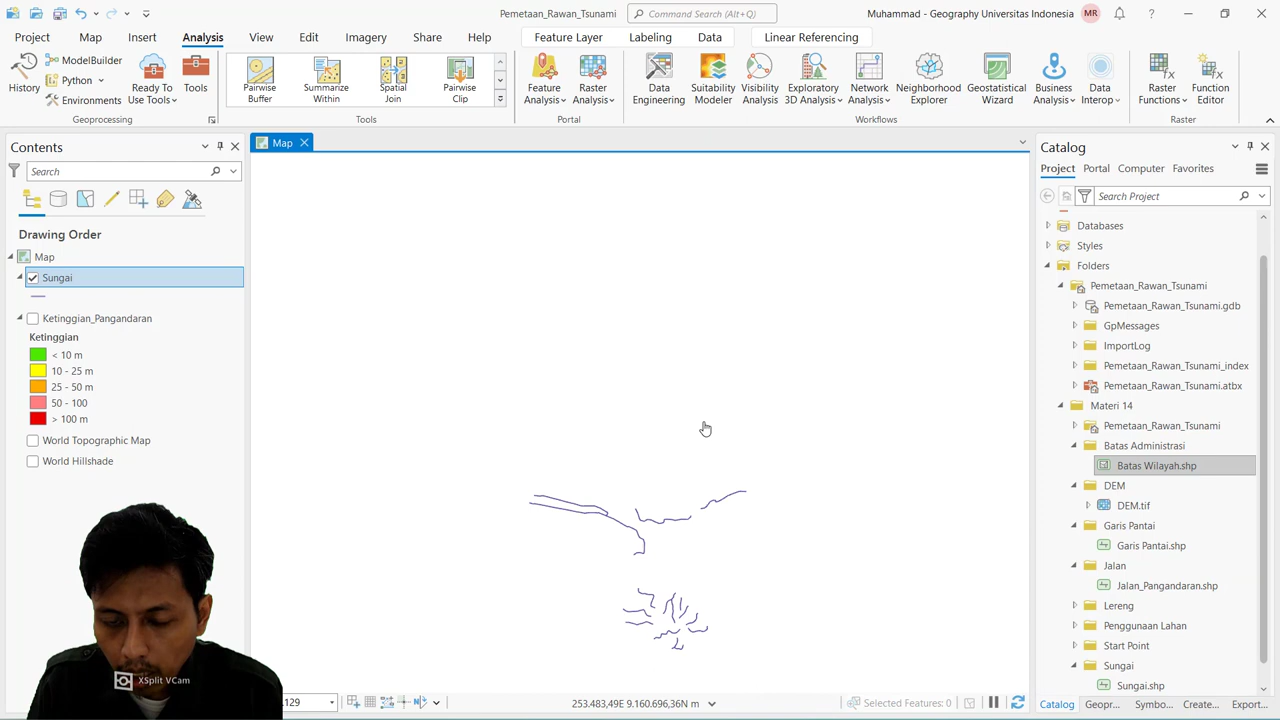 Pemetaan_Rawan_Tsunami
Command Search (Alt+Q)
Muhammad - Geography Universitas Indonesia
MR
?
Project
Map
Insert
Analysis
View
Edit
Imagery
Share
Help
Feature Layer
Labeling
Data
Linear Referencing
History
ModelBuilder
Python
Environments
Ready To Use Tools
Tools
Pairwise Buffer
Summarize Within
Spatial Join
Pairwise Clip
Feature Analysis
Raster Analysis
Data Engineering
Suitability Modeler
Visibility Analysis
Exploratory 3D Analysis
Network Analysis
Neighborhood Explorer
Geostatistical Wizard
Business Analysis
Data Interop
Raster Functions
Function Editor
Geoprocessing
Tools
Portal
Workflows
Raster
Contents
Search
Drawing Order
Map
Sungai
Ketinggian_Pangandaran
Ketinggian
< 10 m
10 - 25 m
25 - 50 m
50 - 100
> 100 m
World Topographic Map
World Hillshade
XSplit VCam
Map
.129
253.483,49E 9.160.696,36N m
Selected Features: 0
Catalog
Project
Portal
Computer
Favorites
Search Project
Databases
Styles
Folders
Pemetaan_Rawan_Tsunami
Pemetaan_Rawan_Tsunami.gdb
GpMessages
ImportLog
Pemetaan_Rawan_Tsunami_index
Pemetaan_Rawan_Tsunami.atbx
Materi 14
Pemetaan_Rawan_Tsunami
Batas Administrasi
Batas Wilayah.shp
DEM
DEM.tif
Garis Pantai
Garis Pantai.shp
Jalan
Jalan_Pangandaran.shp
Lereng
Penggunaan Lahan
Start Point
Sungai
Sungai.shp
Catalog
Geopr...
Symbo...
Create...
Export...